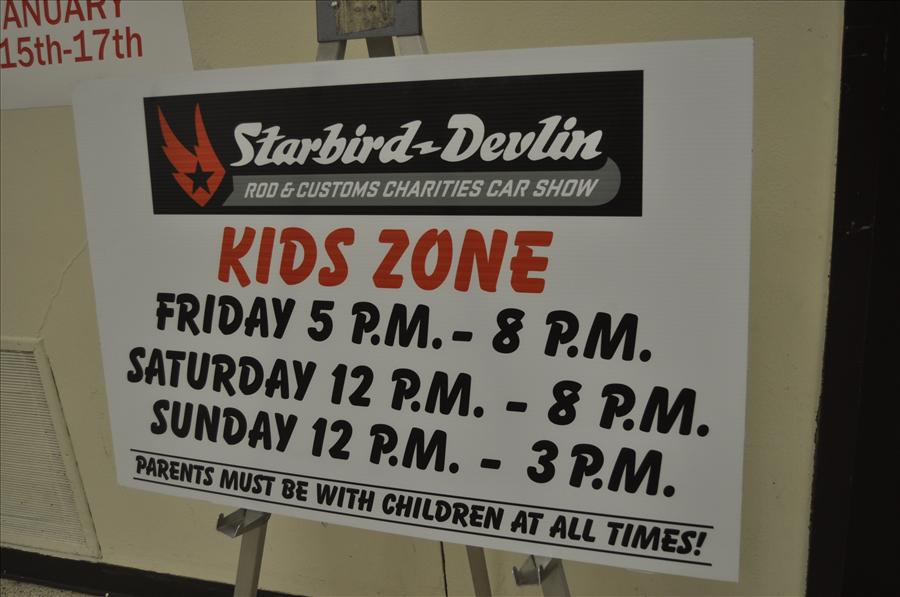 ANUARY
15th-17th
Starbird-Devlin
ROD & CUSTOMS CHARITIES CAR SHOW
KIDS ZONE
FRIDAY 5 P.M. - 8 P.M.
SATURDAY 12 P.M. - 8 P.M.
SUNDAY 12 P.M. - 3 P.M.
PARENTS MUST BE WITH CHILDREN AT ALL TIMES!